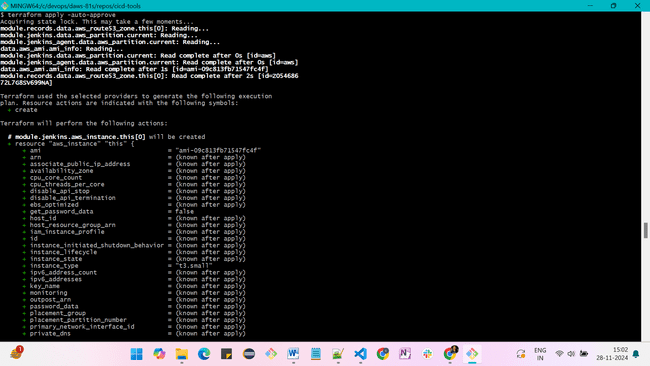 MINGW64:/c/devops/daws-81s/repos/cicd-tools
$ terraform apply -auto-approve
Acquiring state lock. This may take a few moments...
module.records.data.aws_route53_zone.this[0]: Reading...
module.jenkins.data.aws_partition.current: Reading...
module.jenkins_agent.data.aws_partition.current: Reading...
data.aws_ami.ami_info: Reading...
module.jenkins.data.aws_partition.current: Read complete after 0s [id=aws]
module.jenkins_agent.data.aws_partition.current: Read complete after 0s [id=aws]
data.aws_ami.ami_info: Read complete after 1s [id=ami-09c813fb71547fc4f]
module.records.data.aws_route53_zone.this[0]: Read complete after 2s [id=Z054686
72L7G8SV699NA]
Terraform used the selected providers to generate the following execution
plan. Resource actions are indicated with the following symbols:
+ create
Terraform will perform the following actions:
# module.jenkins.aws_instance.this[0] will be created
+ resource "aws_instance" "this" {
+ ami = "ami-09c813fb71547fc4f"
+ arn = (known after apply)
+ associate_public_ip_address = (known after apply)
+ availability_zone = (known after apply)
+ cpu_core_count = (known after apply)
+ cpu_threads_per_core = (known after apply)
+ disable_api_stop = (known after apply)
+ disable_api_termination = (known after apply)
+ ebs_optimized = (known after apply)
+ get_password_data = false
+ host_id = (known after apply)
+ host_resource_group_arn = (known after apply)
+ iam_instance_profile = (known after apply)
+ id = (known after apply)
+ instance_initiated_shutdown_behavior = (known after apply)
+ instance_lifecycle = (known after apply)
+ instance_state = (known after apply)
+ instance_type = "t3.small"
+ ipv6_address_count = (known after apply)
+ ipv6_addresses = (known after apply)
+ key_name = (known after apply)
+ monitoring = (known after apply)
+ outpost_arn = (known after apply)
+ password_data = (known after apply)
+ placement_group = (known after apply)
+ placement_partition_number = (known after apply)
+ primary_network_interface_id = (known after apply)
+ private_dns = (known after apply)
ENG
IN
15:02
28-11-2024